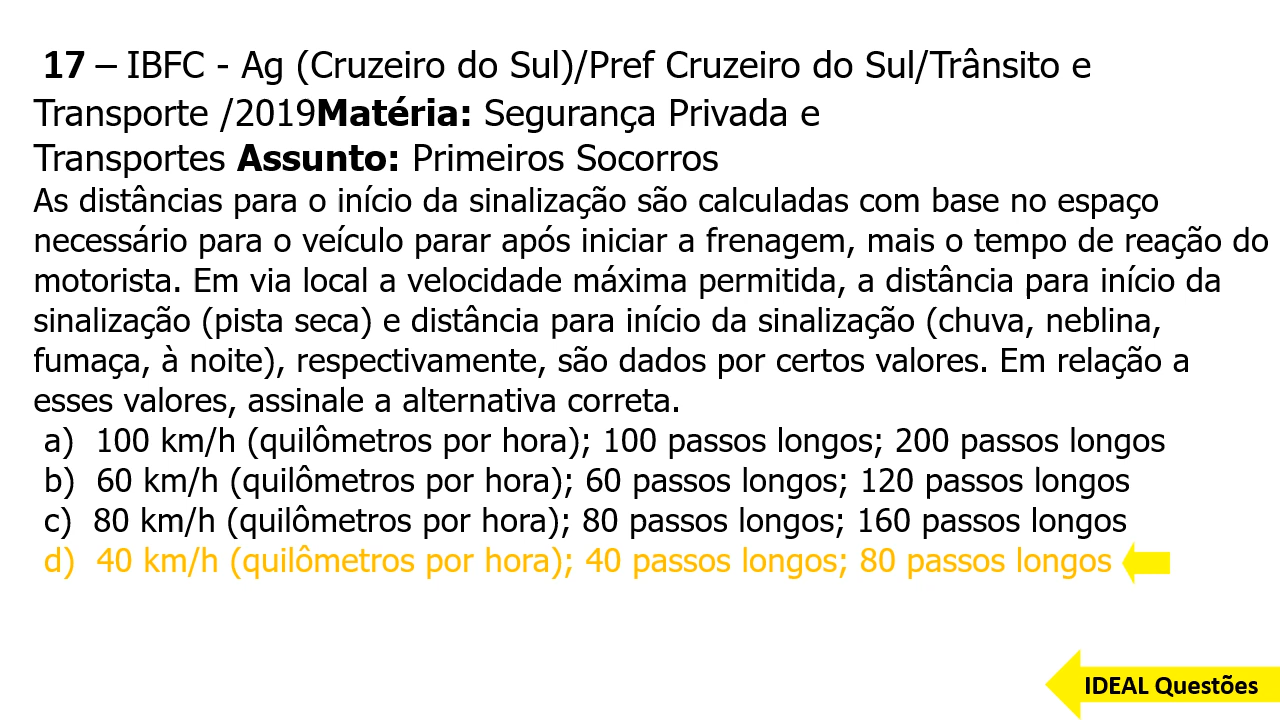 17 – IBFC - Ag (Cruzeiro do Sul)/Pref Cruzeiro do Sul/Trânsito e
Transporte /2019Matéria: Segurança Privada e
Transportes Assunto: Primeiros Socorros
As distâncias para o início da sinalização são calculadas com base no espaço
necessário para o veículo parar após iniciar a frenagem, mais o tempo de reação do
motorista. Em via local a velocidade máxima permitida, a distância para início da
sinalização (pista seca) e distância para início da sinalização (chuva, neblina,
fumaça, à noite), respectivamente, são dados por certos valores. Em relação a
esses valores, assinale a alternativa correta.
a) 100 km/h (quilômetros por hora); 100 passos longos; 200 passos longos
b) 60 km/h (quilômetros por hora); 60 passos longos; 120 passos longos
c) 80 km/h (quilômetros por hora); 80 passos longos; 160 passos longos
d) 40 km/h (quilômetros por hora); 40 passos longos; 80 passos longos
IDEAL Questões